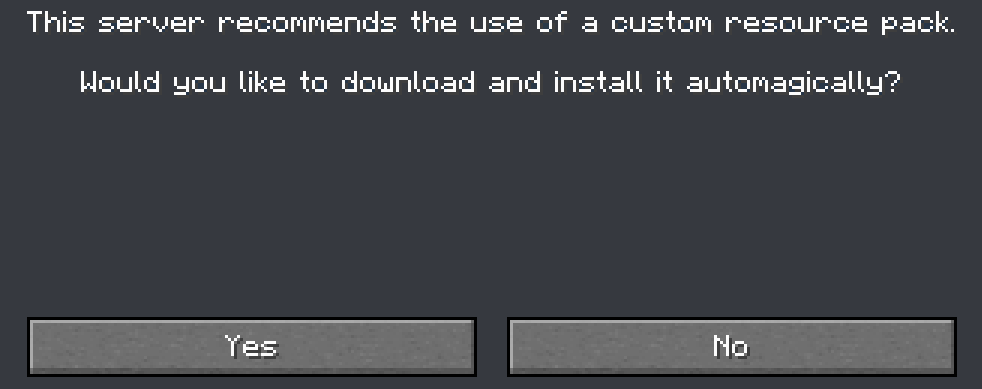 This server recommends the use of a custom resource pack.
Would you like to download and install it automagically?
Yes
No